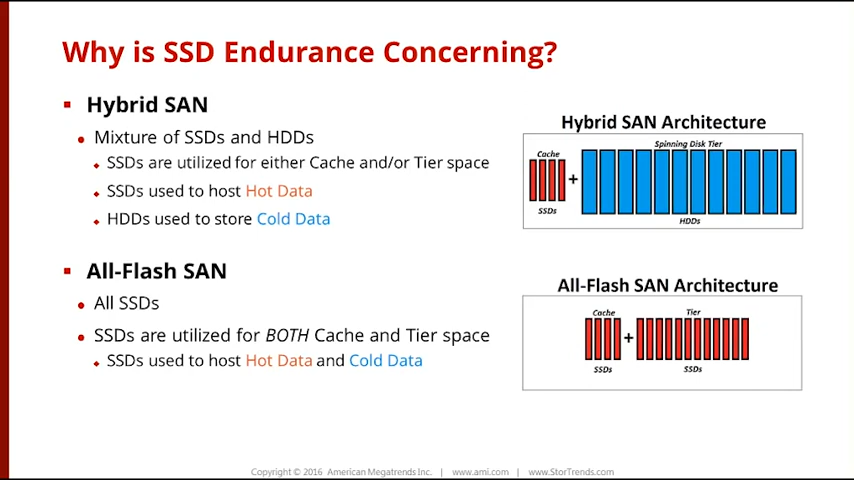 Why is SSD Endurance Concerning?
Hybrid SAN
Mixture of SSDs and HDDs
SSDs are utilized for either Cache and/or Tier space
SSDs used to host Hot Data
HDDs used to store Cold Data
Hybrid SAN Architecture
Cache
Spinning Disk Tier
+
SSDs
HDDs
All-Flash SAN
All SSDs
SSDs are utilized for BOTH Cache and Tier space
SSDs used to host Hot Data and Cold Data
All-Flash SAN Architecture
Cache
Tier
+
SSDs
SSDs
Copyright © 2016 American Megatrends Inc. | www.ami.com | www.StorTrends.com